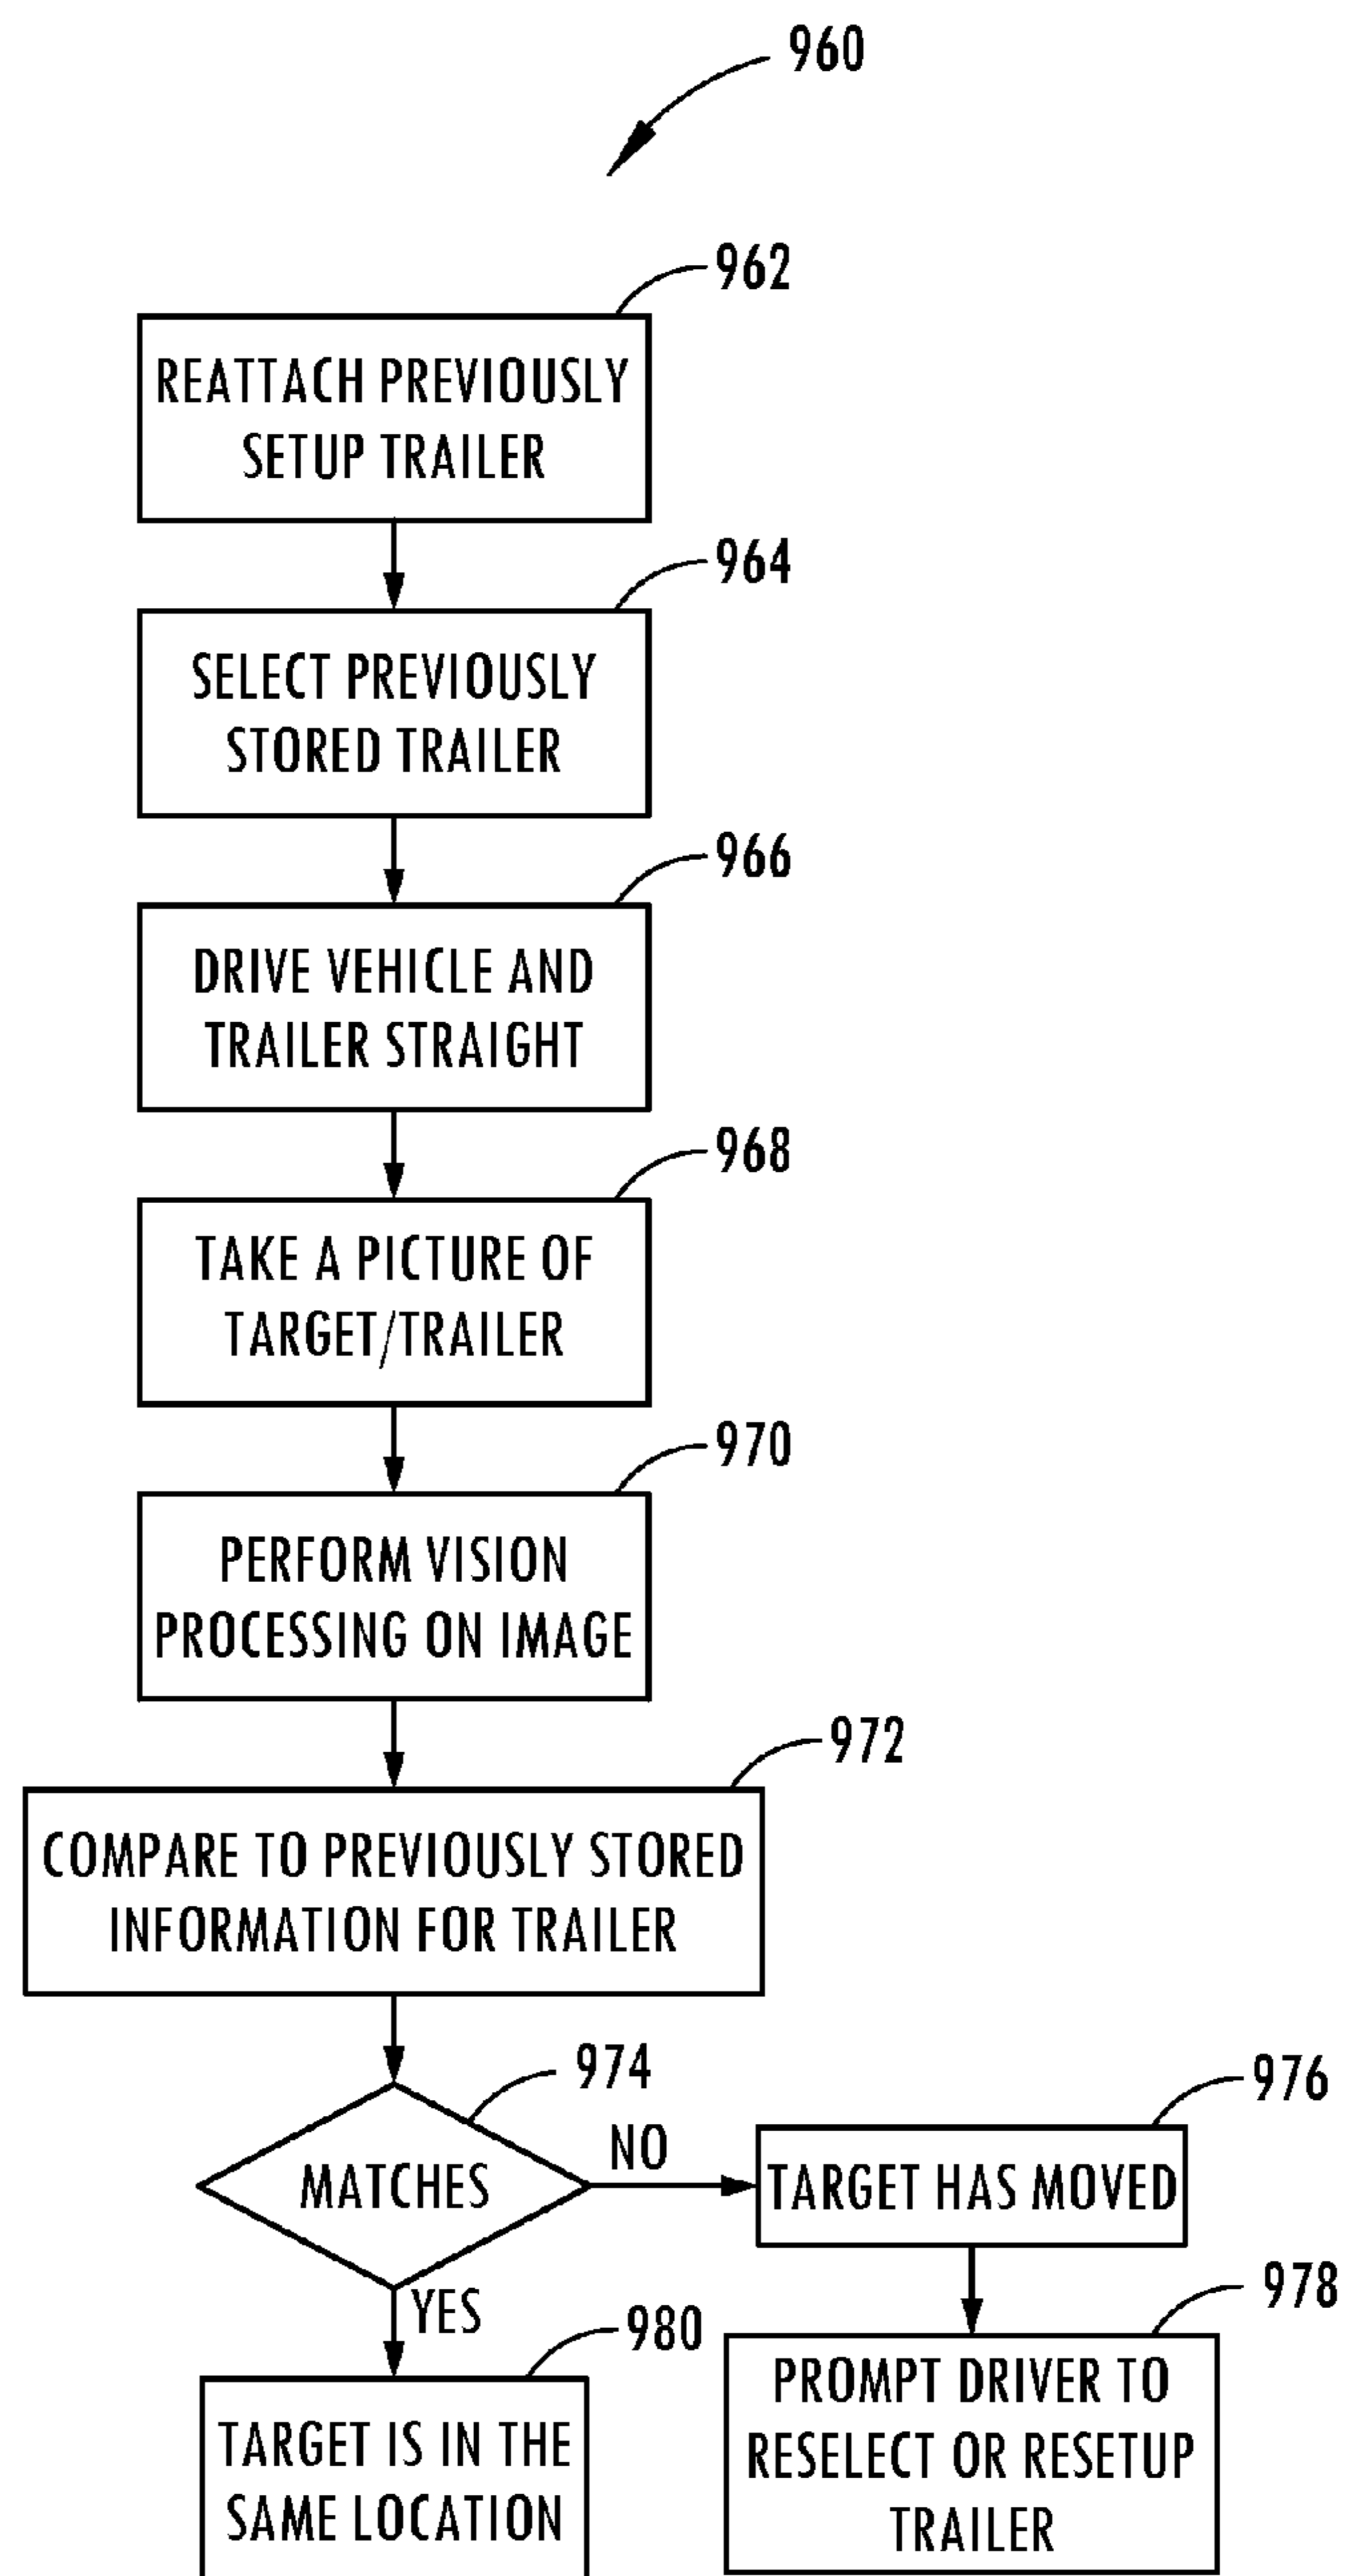 960
962
REATTACH PREVIOUSLY
SETUP TRAILER
964
SELECT PREVIOUSLY
STORED TRAILER
966
DRIVE VEHICLE AND
TRAILER STRAIGHT
968
TAKE A PICTURE OF
TARGET/TRAILER
970
PERFORM VISION
PROCESSING ON IMAGE
972
COMPARE TO PREVIOUSLY STORED
INFORMATION FOR TRAILER
974
MATCHES
NO
976
TARGET HAS MOVED
978
PROMPT DRIVER TO
RESELECT OR RESETUP
TRAILER
YES
980
TARGET IS IN THE
SAME LOCATION